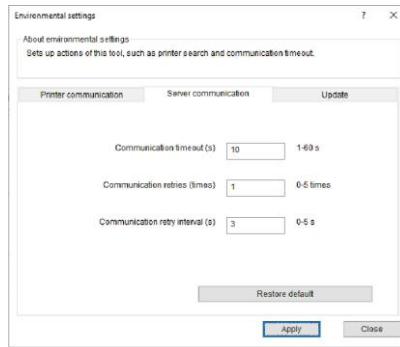 Environmental settings ? ×
About environmental settings
Sets up actions of this tool, such as printer search and communication timeout.
Printer communication Server communication Update
Communication timeout (s) 10 1-60 s
Communication retries (times) 1 0-5 times
Communication retry interval (s) 3 0-5 s
Restore default
Apply Close